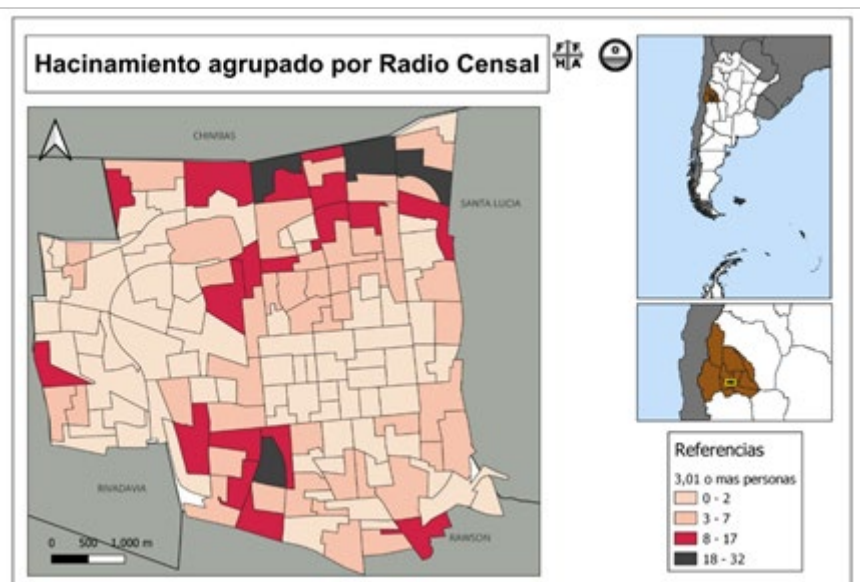 Hacinamiento agrupado por Radio Censal
F F
H A
CHIMBAS
SANTA LUCIA
RIVADAVIA
RAWSON
0 500 1.000 m
Referencias
3,01 o mas personas
0 - 2
3 - 7
8 - 17
18 - 32